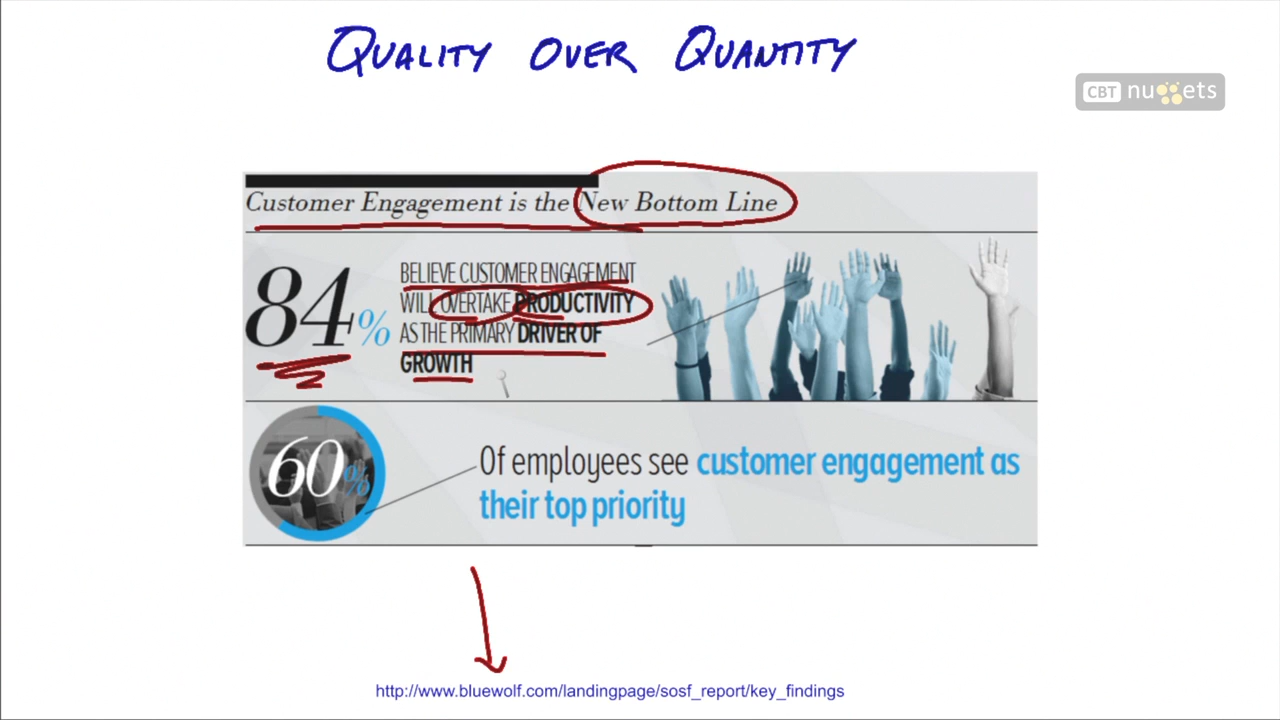 QUALITY OVER QUANTITY
CBT nuggets
Customer Engagement is the New Bottom Line
84%
BELIEVE CUSTOMER ENGAGEMENT
WILL OVERTAKE PRODUCTIVITY
AS THE PRIMARY DRIVER OF
GROWTH
60%
Of employees see customer engagement as
their top priority
http://www.bluewolf.com/landingpage/sosf_report/key_findings